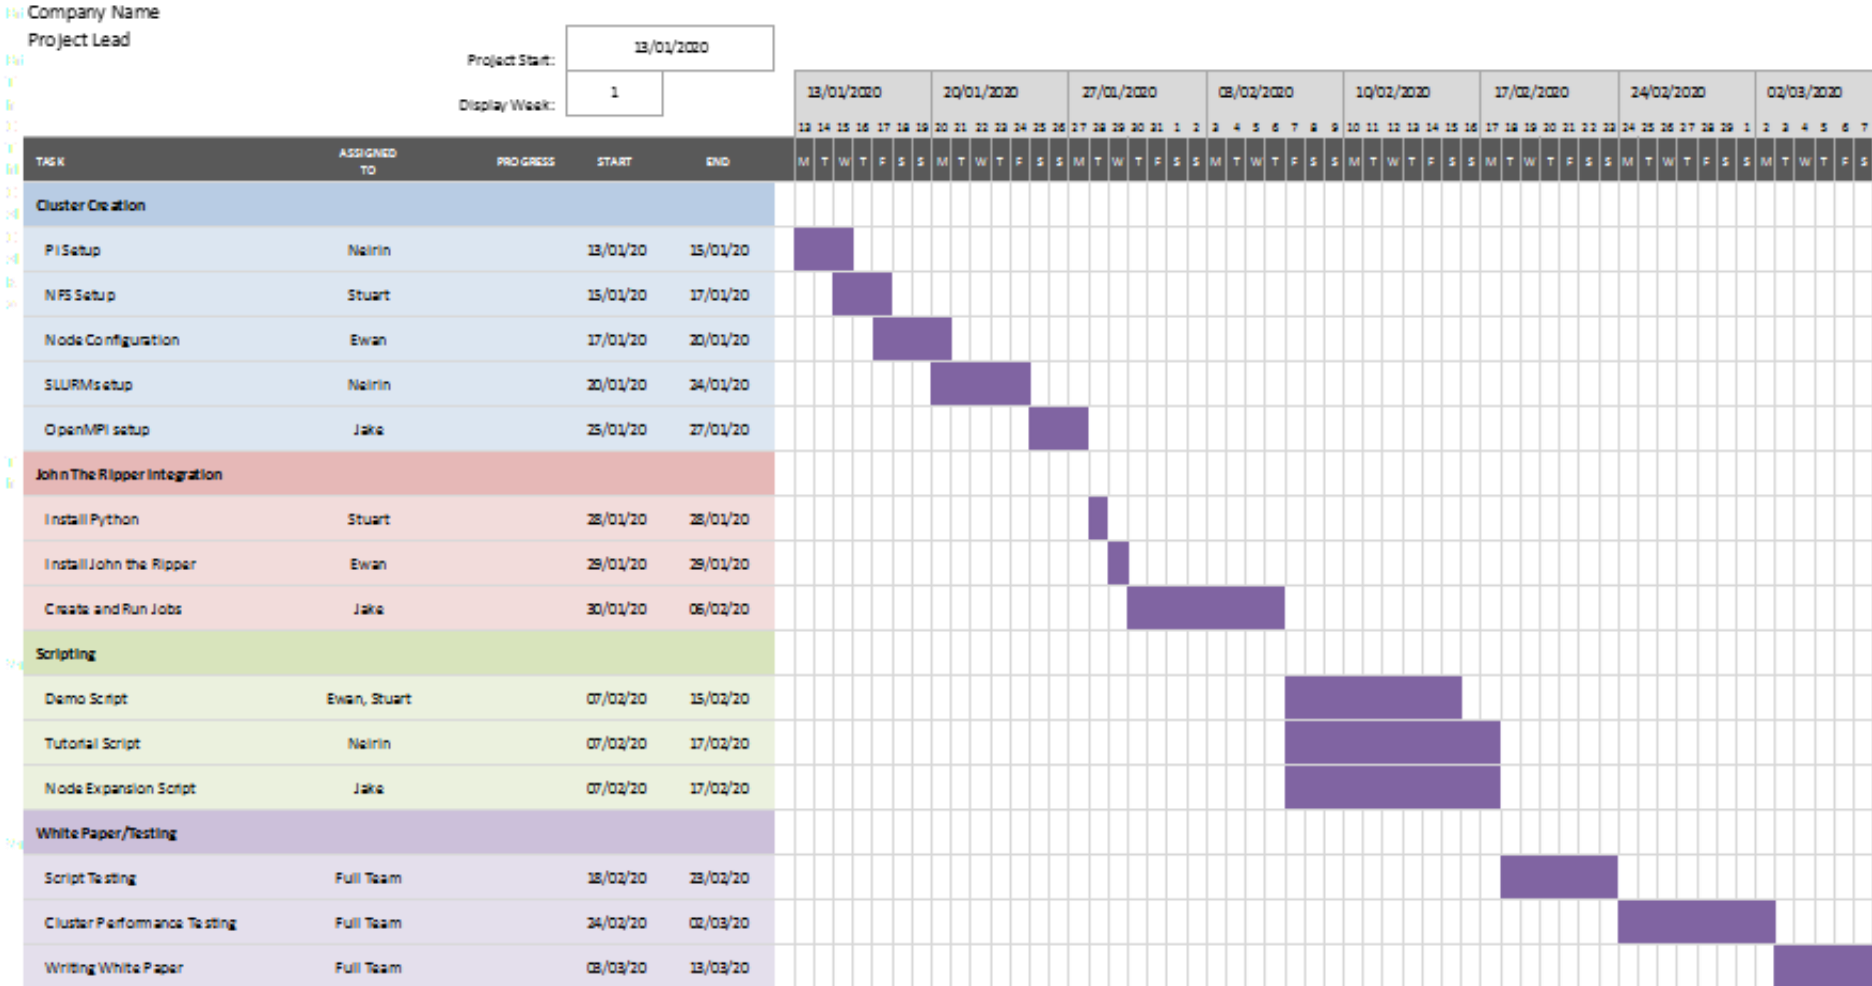 Company Name
Project Lead
Project Start: 13/01/2020
Display Week: 1
13/01/2020 20/01/2020 27/01/2020 03/02/2020 10/02/2020 17/02/2020 24/02/2020 02/03/2020
13 14 15 16 17 18 19 20 21 22 23 24 25 26 27 28 29 30 31 1 2 3 4 5 6 7 8 9 10 11 12 13 14 15 16 17 18 19 20 21 22 23 24 25 26 27 28 29 1 2 3 4 5 6 7
TASK ASSIGNED TO PROGRESS START END M T W T F S S M T W T F S S M T W T F S S M T W T F S S M T W T F S S M T W T F S S M T W T F S S M T W T F S
Cluster Creation
PI Setup Neirin 13/01/20 15/01/20
NFS Setup Stuart 15/01/20 17/01/20
Node Configuration Ewan 17/01/20 20/01/20
SLURM setup Neirin 20/01/20 24/01/20
OpenMPI setup Jake 25/01/20 27/01/20
John The Ripper Integration
Install Python Stuart 28/01/20 28/01/20
Install John the Ripper Ewan 29/01/20 29/01/20
Create and Run Jobs Jake 30/01/20 06/02/20
Scripting
Demo Script Ewan, Stuart 07/02/20 15/02/20
Tutorial Script Neirin 07/02/20 17/02/20
Node Expansion Script Jake 07/02/20 17/02/20
White Paper/Testing
Script Testing Full Team 18/02/20 23/02/20
Cluster Performance Testing Full Team 24/02/20 02/03/20
Writing White Paper Full Team 03/03/20 13/03/20